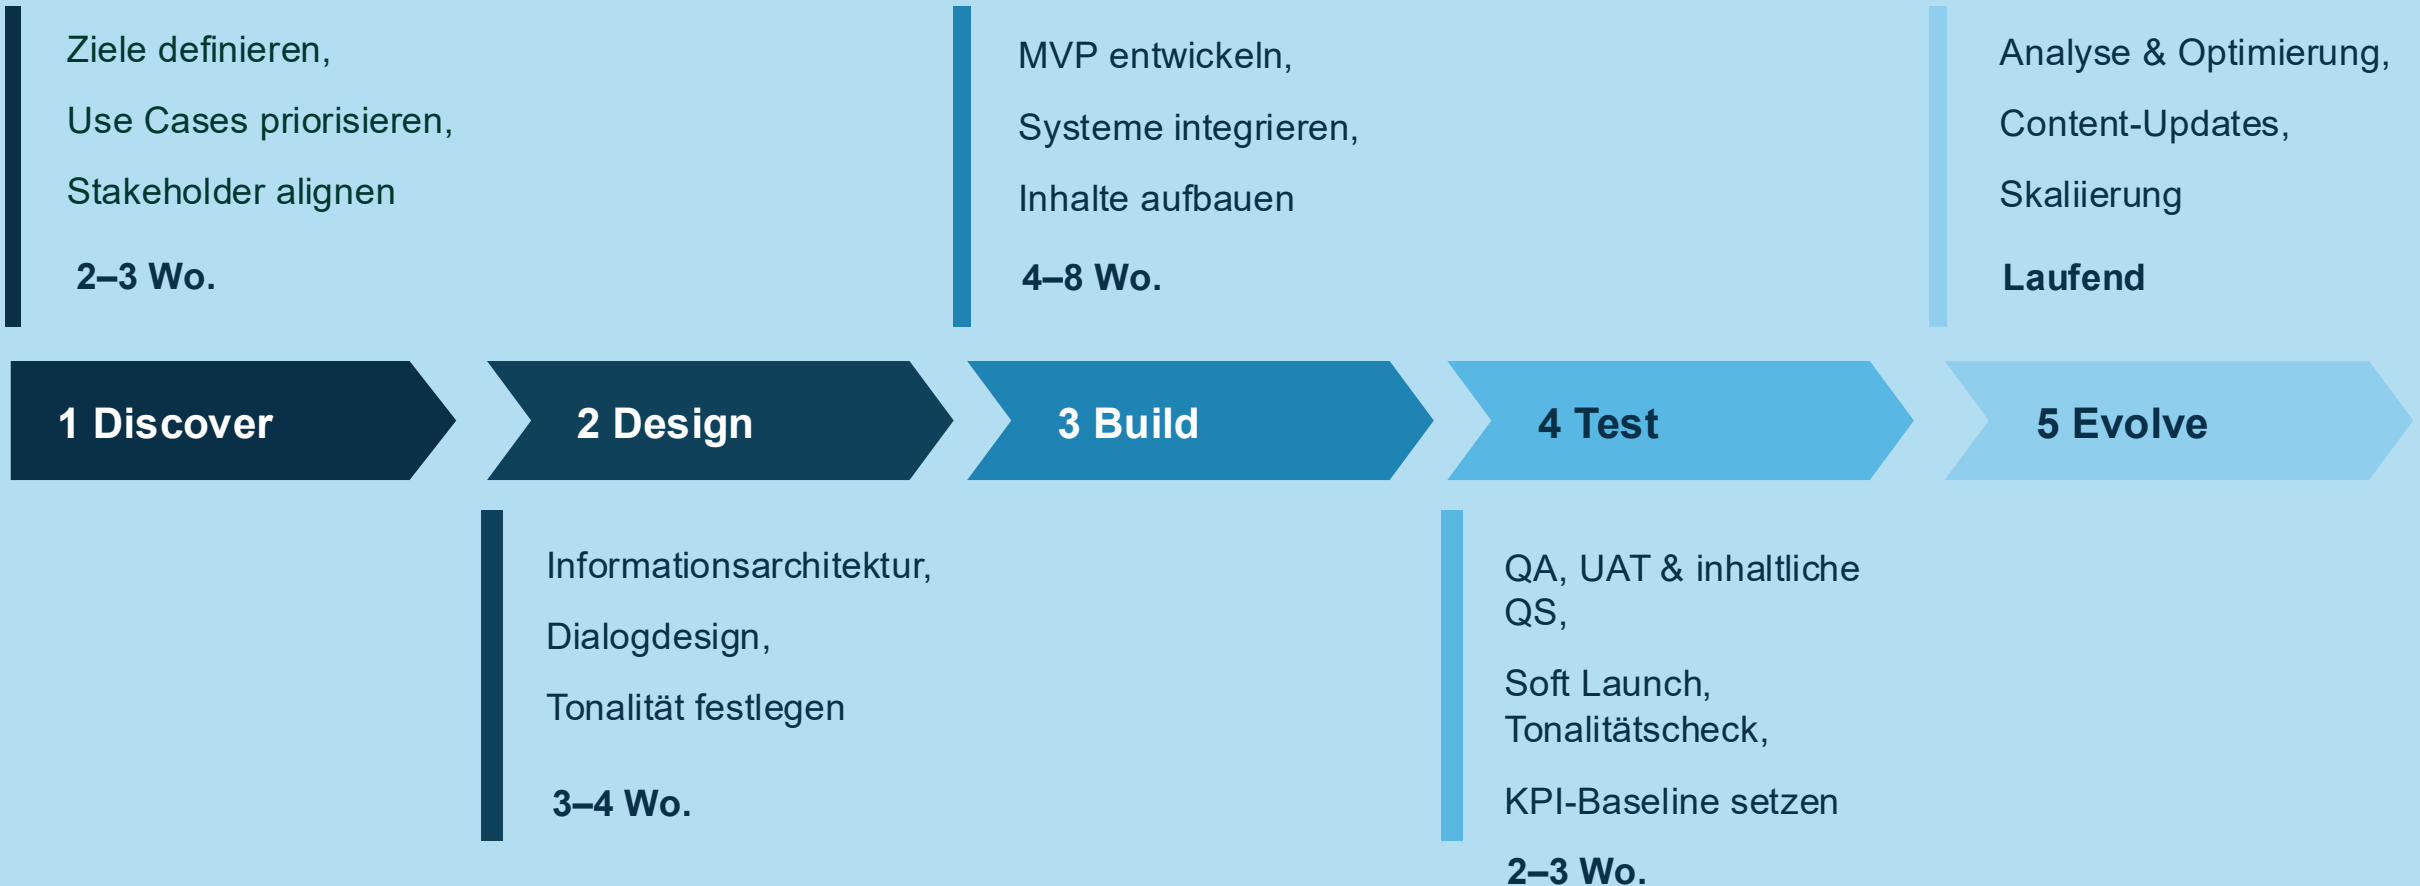 Ziele definieren,
Use Cases priorisieren,
Stakeholder alignen
2–3 Wo.
MVP entwickeln,
Systeme integrieren,
Inhalte aufbauen
4–8 Wo.
Analyse & Optimierung,
Content-Updates,
Skaliierung
Laufend
1 Discover
2 Design
3 Build
4 Test
5 Evolve
Informationsarchitektur,
Dialogdesign,
Tonalität festlegen
3–4 Wo.
QA, UAT & inhaltliche
QS,
Soft Launch,
Tonalitätscheck,
KPI-Baseline setzen
2–3 Wo.